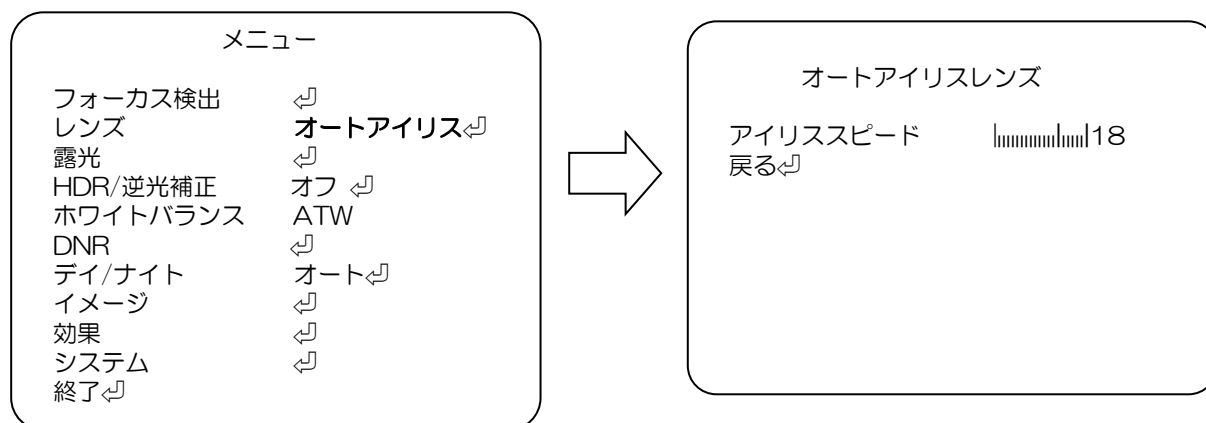 メニュー
フォーカス検出 ⏎
レンズ オートアイリス⏎
露光 ⏎
HDR/逆光補正 オフ ⏎
ホワイトバランス ATW
DNR ⏎
デイ/ナイト オート⏎
イメージ ⏎
効果 ⏎
システム ⏎
終了⏎
オートアイリスレンズ
アイリススピード 18
戻る⏎